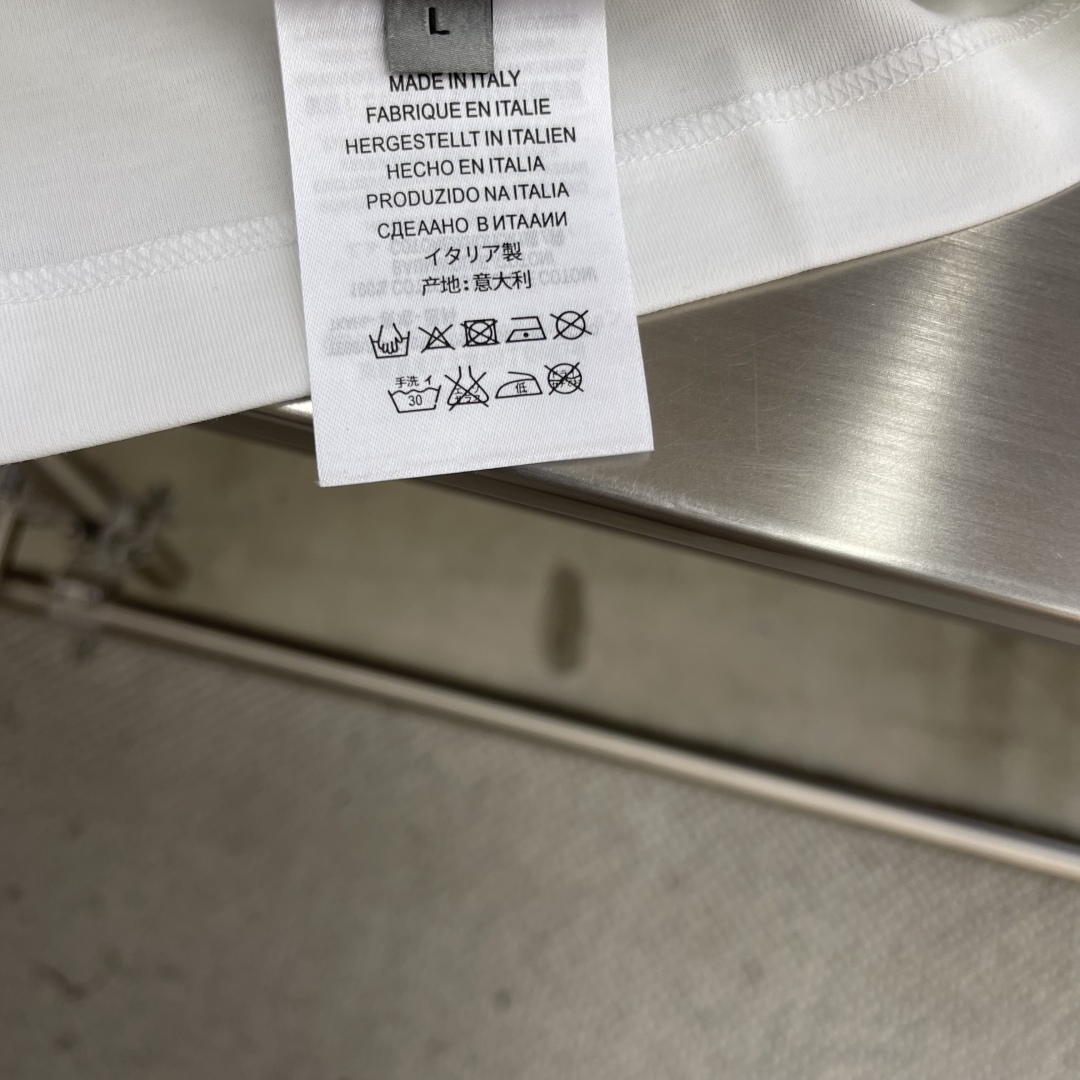 L
MADE IN ITALY
FABRIQUE EN ITALIE
HERGESTELLT IN ITALIEN
HECHO EN ITALIA
PRODUZIDO NA ITALIA
СДЕААНО В ИТААИИ
イタリア製
产地:意大利
手洗イ
30
低